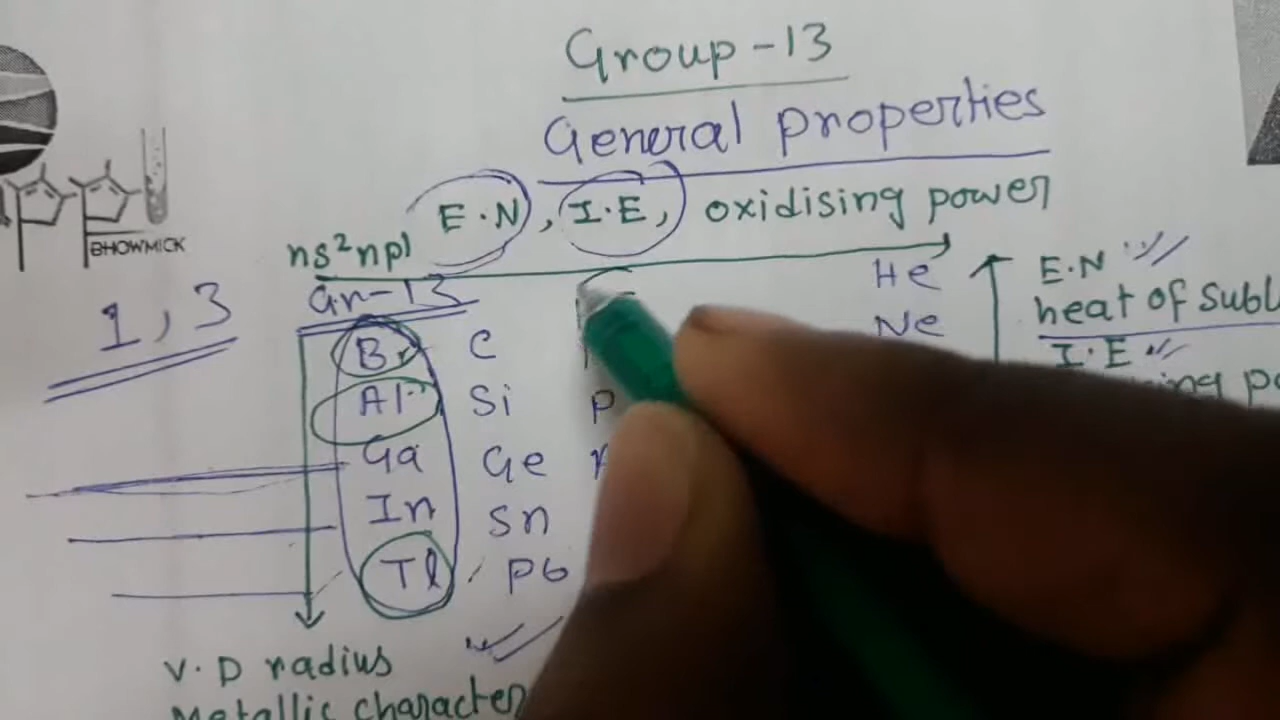 Group-13
General properties
E.N, I.E, oxidising power
BHOWMICK
ns²np¹
Gr-13
1, 3
He
Ne
E.N
heat of
I.E
B C
Al Si P
Ga Ge
In Sn
Tl Pb
V.D radius
Metallic character